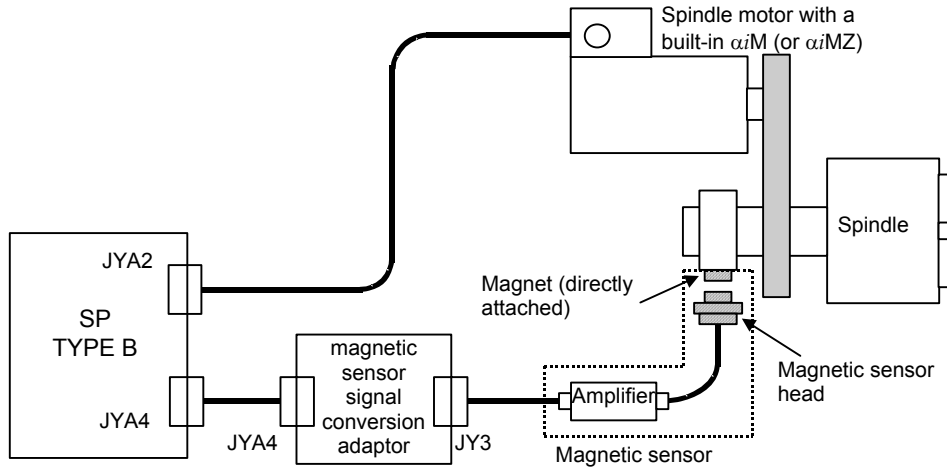 Spindle motor with a
built-in αiM (or αiMZ)
Spindle
JYA2
SP
TYPE B
JYA4
Magnet (directly
attached)
magnetic
sensor
signal
conversion
adaptor
JYA4
JY3
Amplifier
Magnetic sensor
head
Magnetic sensor